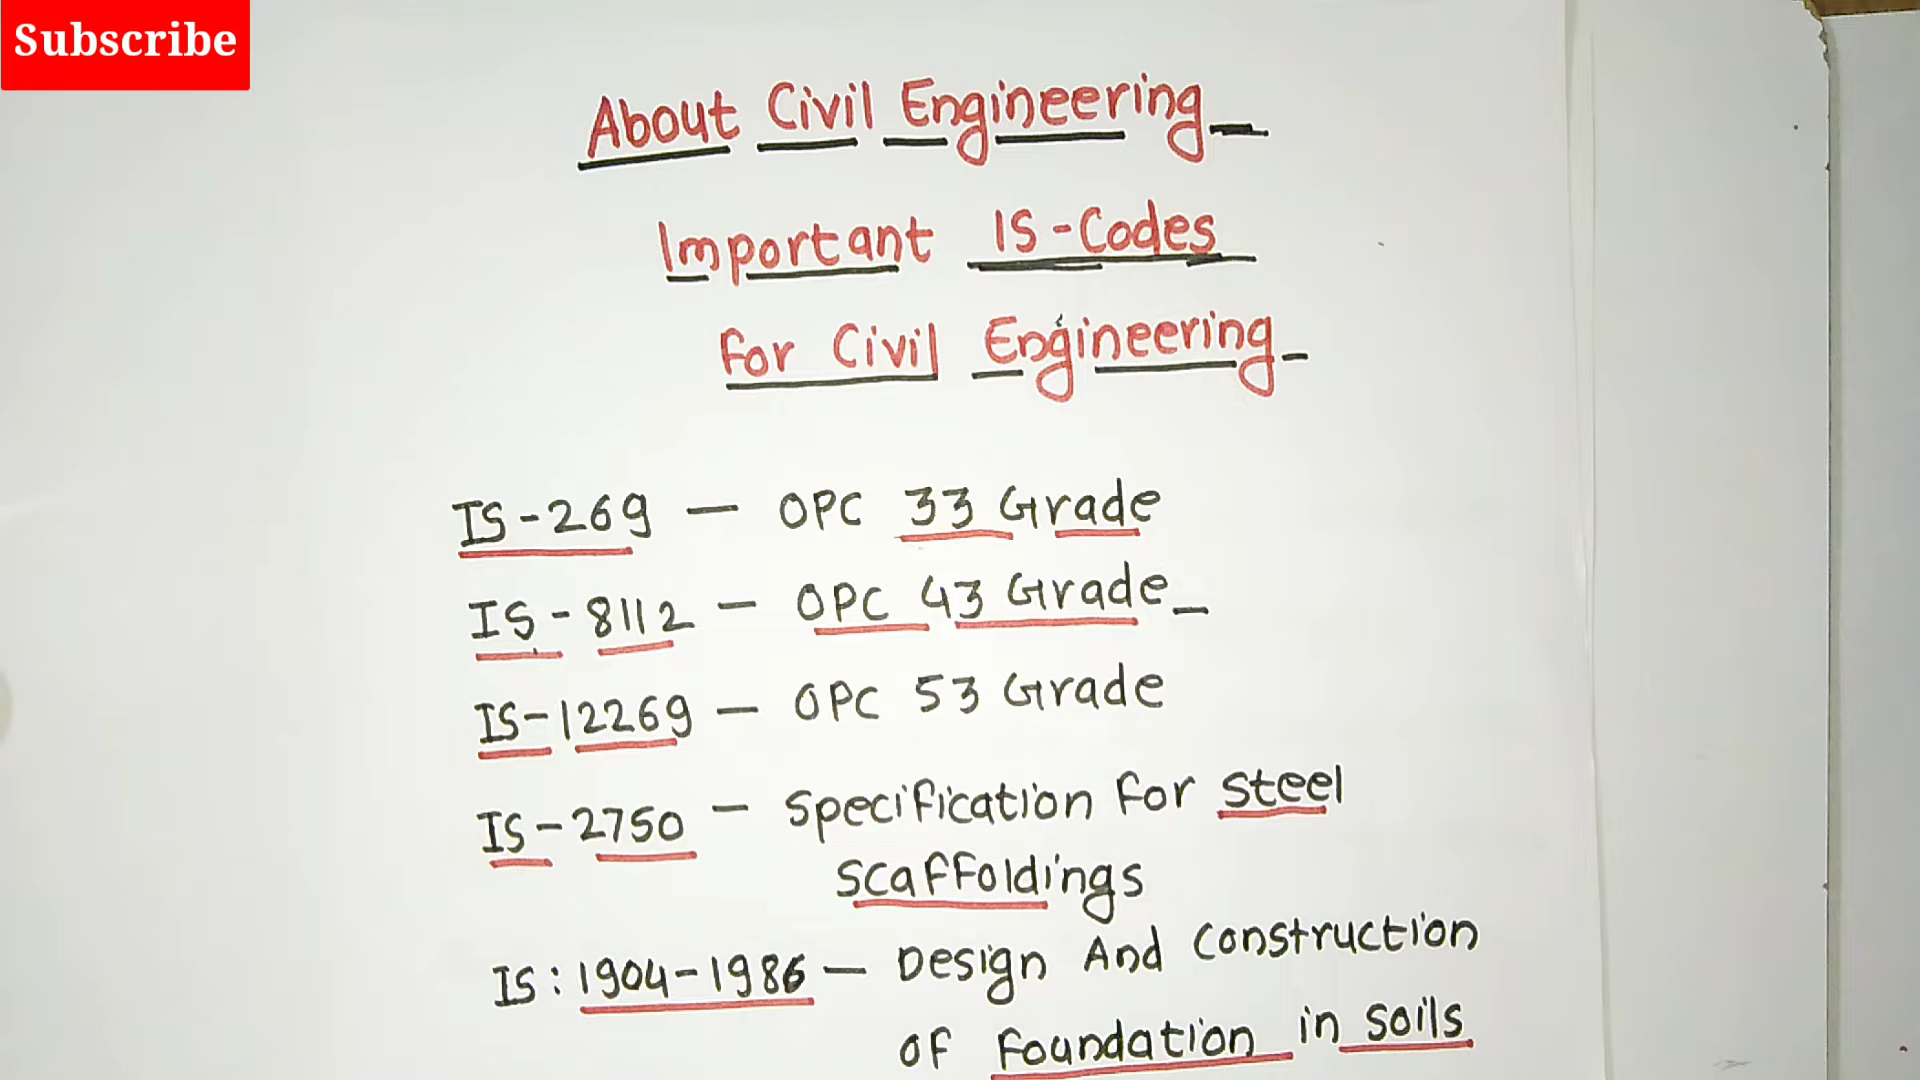 Subscribe
About Civil Engineering
Important IS-Codes
For Civil Engineering
IS-269 — OPC 33 Grade
IS-8112 — OPC 43 Grade
IS-12269 — OPC 53 Grade
IS-2750 — Specification For Steel
Scaffoldings
IS: 1904-1986 — Design And Construction
OF Foundation in Soils